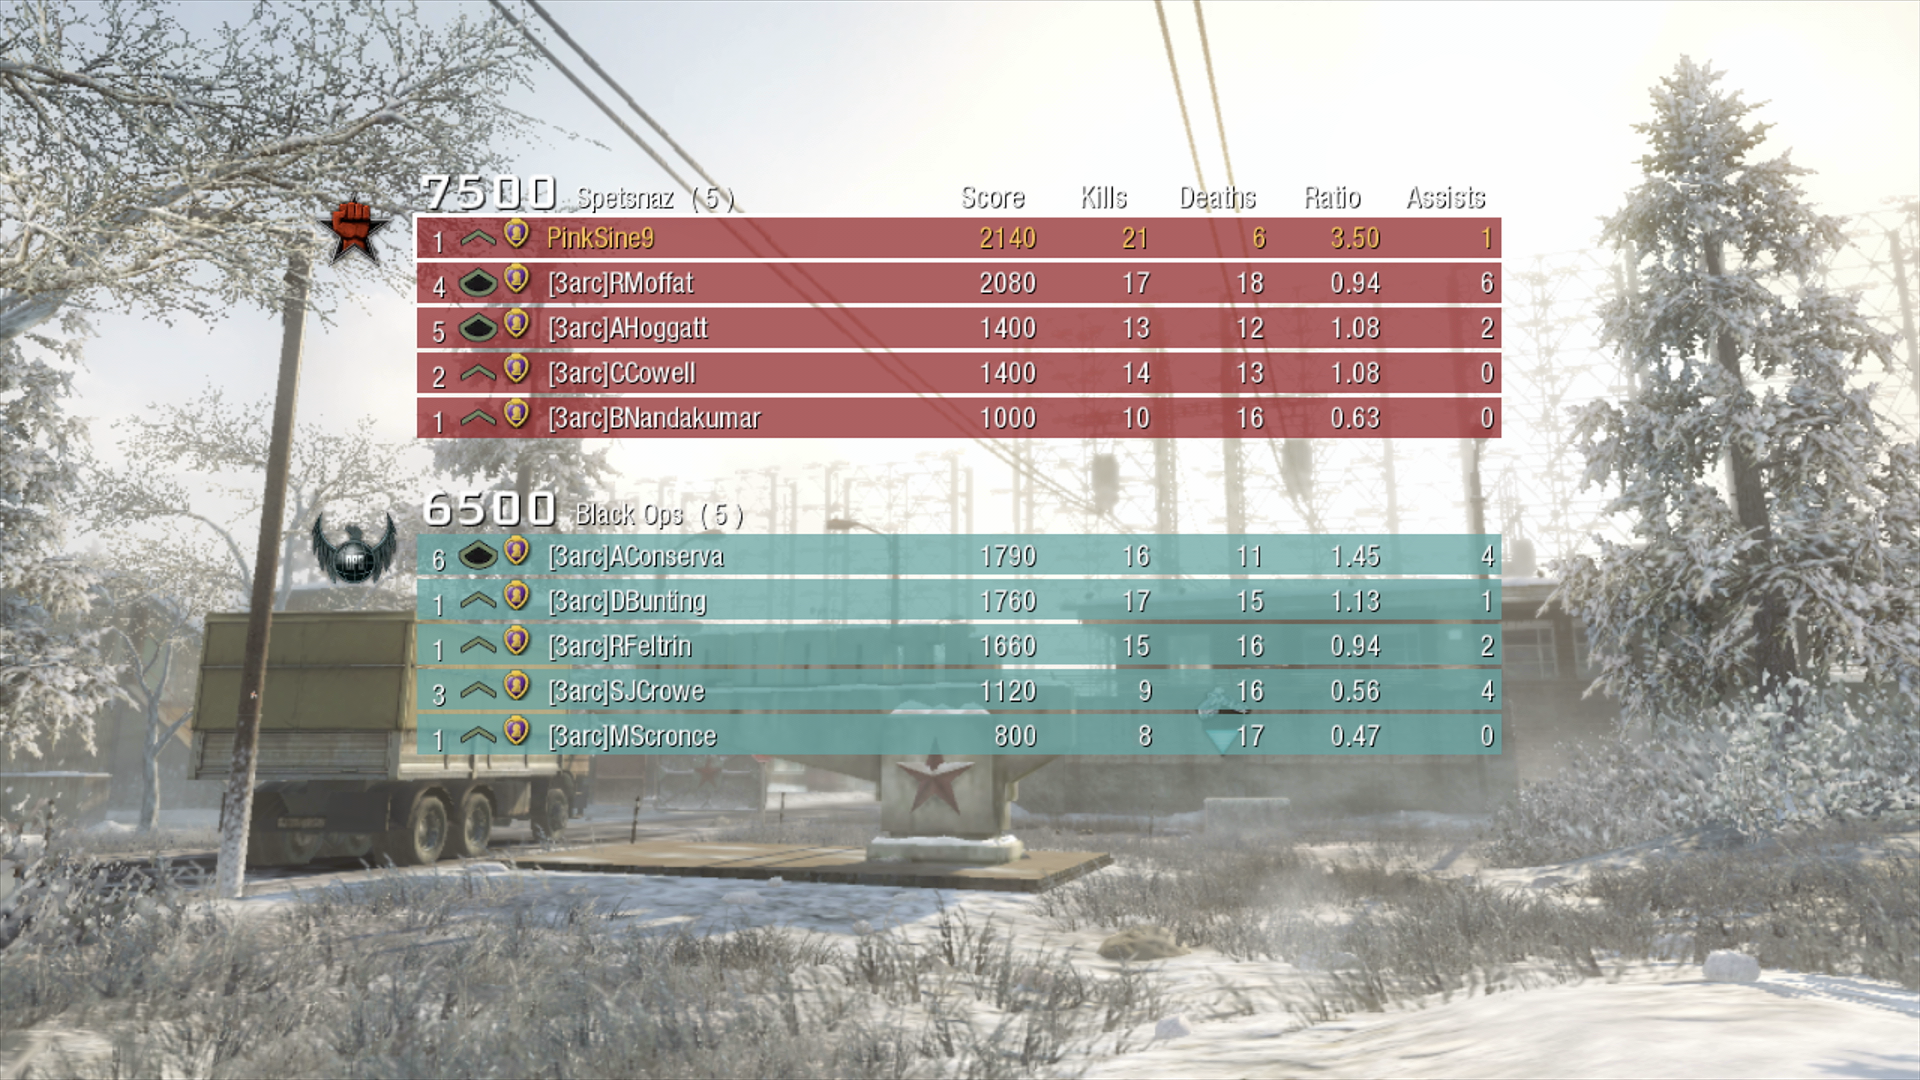 7500 Spetsnaz ( 5 ) Score Kills Deaths Ratio Assists
1 PinkSine9 2140 21 6 3.50 1
4 [3arc]RMoffat 2080 17 18 0.94 6
5 [3arc]AHoggatt 1400 13 12 1.08 2
2 [3arc]CCowell 1400 14 13 1.08 0
1 [3arc]BNandakumar 1000 10 16 0.63 0
6500 Black Ops ( 5 )
OPS
6 [3arc]AConserva 1790 16 11 1.45 4
1 [3arc]DBunting 1760 17 15 1.13 1
1 [3arc]RFeltrin 1660 15 16 0.94 2
3 [3arc]SJCrowe 1120 9 16 0.56 4
1 [3arc]MScronce 800 8 17 0.47 0